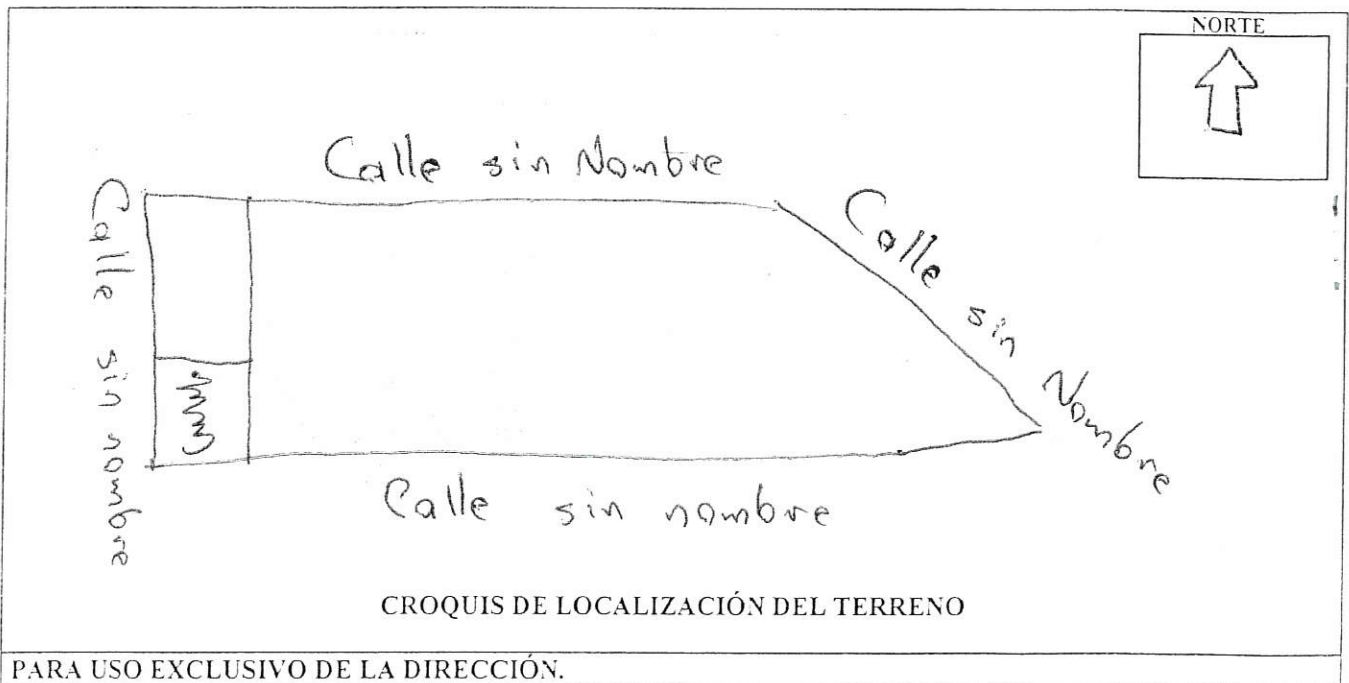 NORTE
Calle sin Nombre
Calle sin Nombre
Calle sin nombre
Calle sin nombre
CROQUIS DE LOCALIZACIÓN DEL TERRENO
PARA USO EXCLUSIVO DE LA DIRECCIÓN.